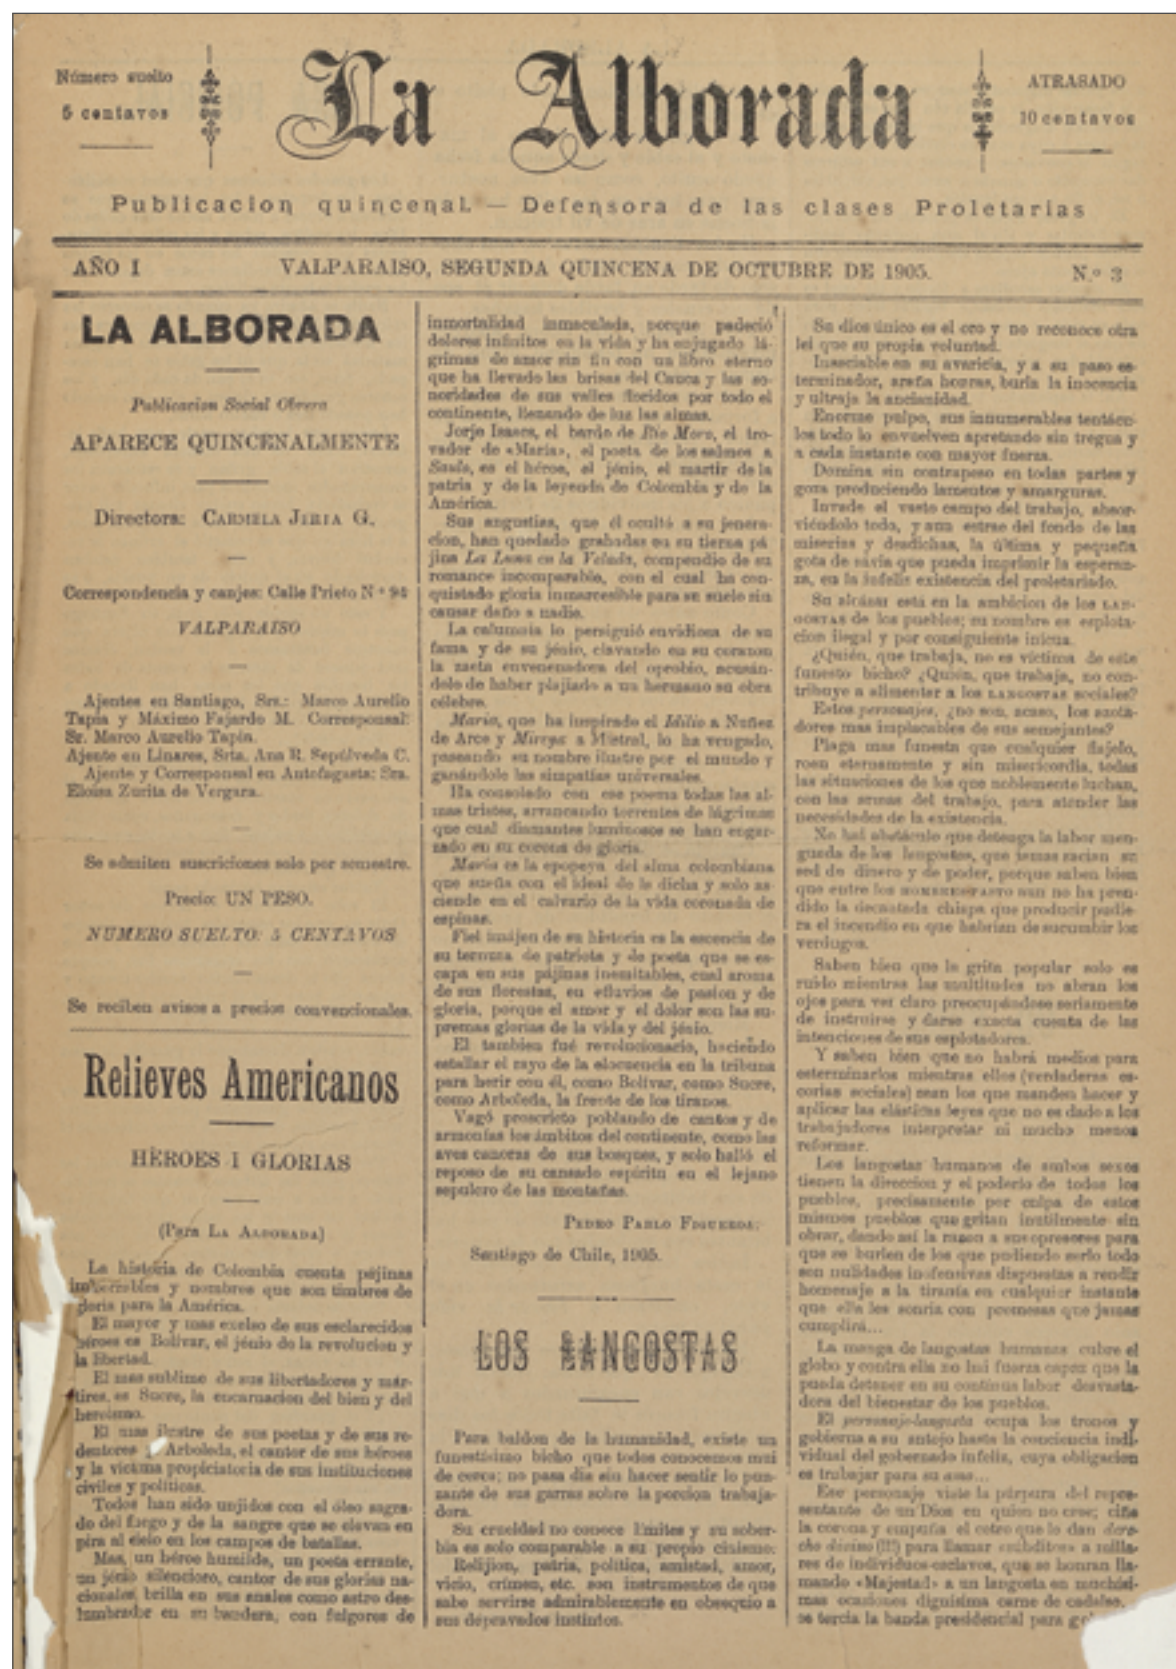 Número suelto
5 centavos
La Alborada
ATRASADO
10 centavos
Publicacion quincenal. — Defensora de las clases Proletarias
AÑO I
VALPARAISO, SEGUNDA QUINCENA DE OCTUBRE DE 1905.
N.º 3
LA ALBORADA
Publicacion Social Obrera
APARECE QUINCENALMENTE
Directora: CARMELA JERIA G.
Correspondencia y canjes: Calle Prieto N º
VALPARAISO
Ajentes en Santiago, Srs.: Marco Aurelio
Tapia y Máximo Fajardo M. Corresponsal:
Sr. Marco Aurelio Tapia.
Ajente en Linares, Srta. Ana R. Sepúlveda C.
Ajente y Corresponsal en Antofagasta: Sra.
Eloisa Zurita de Vergara.
Se admiten suscriciones solo por semestre.
Precio: UN PESO.
NUMERO SUELTO: 5 CENTAVOS
Se reciben avisos a precios convencionales.
Relieves Americanos
HÉROES I GLORIAS
(Para LA ALBORADA)
La historia de Colombia cuenta pájinas
imborrables y nombres que son timbres de
gloria para la América.
El mayor y mas exelso de sus esclarecidos
héroes es Bolívar, el jénio de la revolucion y
la libertad.
El mas sublime de sus libertadores y már-
tires, es Sucre, la encarnacion del bien y del
heroismo.
El mas ilustre de sus poetas y de sus re-
dentores Arboleda, el cantor de sus héroes
y la víctima propiciatoria de sus instituciones
civiles y políticas.
Todos han sido unjidos con el óleo sagra-
do del fuego y de la sangre que se elevan en
pira al cielo en los campos de batallas.
Mas, un héroe humilde, un poeta errante,
un jénio silencioso, cantor de sus glorias na-
cionales, brilla en sus anales como astro des-
lumbrador en su bandera, con fulgores de
inmortalidad inmaculada, porque padeció
dolores infinitos en la vida y ha enjugado lá-
grimas de amor sin fin con un libro eterno
que ha llevado las brisas del Cauca y las so-
noridades de sus valles floridos por todo el
continente, llenando de luz las almas.
Jorje Isaacs, el bardo de Rio Moro, el tro-
vador de «Maria», el poeta de los salmos a
Saulo, es el héroe, el jénio, el martir de la
patria y de la leyenda de Colombia y de la
América.
Sus angustias, que él ocultó a su jenera-
cion, han quedado grabadas en su tierna pá
jina La Luna en la Velada, compendio de su
romance incomparable, con el cual ha con-
quistado gloria inmarcesible para su suelo sin
causar daño a nadie.
La calumnia lo persiguió envidiosa de su
fama y de su jénio, clavando en su corazon
la saeta envenenadora del oprobio, acusán-
dolo de haber plajiado a un hermano su obra
célebre.
Maria, que ha inspirado el Idilio a Nuñez
de Arce y Mireya a Mistral, lo ha vengado,
paseando su nombre ilustre por el mundo y
ganándole las simpatías universales.
Ha consolado con ese poema todas las al-
mas tristes, arrancando torrentes de lágrimas
que cual diamantes luminosos se han engar-
zado en su corona de gloria.
Maria es la epopeya del alma colombiana
que sueña con el ideal de la dicha y solo as-
ciende en el calvario de la vida coronada de
espinas.
Fiel imájen de su historia es la escencia de
su ternura de patriota y de poeta que se es-
capa en sus pájinas inemitables, cual aroma
de sus florestas, en efluvios de pasion y de
gloria, porque el amor y el dolor son las su-
premas glorias de la vida y del jénio.
El tambien fué revolucionario, haciendo
estallar el rayo de la elocuencia en la tribuna
para herir con él, como Bolívar, como Sucre,
como Arboleda, la frente de los tiranos.
Vagó proscripto poblando de cantos y de
armonías los ámbitos del continente, como las
aves canoras de sus bosques, y solo halló el
reposo de su cansado espíritu en el lejano
sepulcro de las montañas.
PEDRO PABLO FIGUEROA.
Santiago de Chile, 1905.
LOS LANGOSTAS
Para baldon de la humanidad, existe un
funestísimo bicho que todos conocemos mui
de cerca; no pasa dia sin hacer sentir lo pun-
zante de sus garras sobre la porcion trabaja-
dora.
Su crueldad no conoce límites y su sober-
bia es solo comparable a su propio cinismo.
Relijion, patria, política, amistad, amor,
vicio, crímen, etc. son instrumentos de que
sabe servirse admirablemente en obsequio a
sus depravados instintos.
Su dios único es el oro y no reconoce otra
lei que su propia voluntad.
Insaciable en su avaricia, y a su paso es-
terminador, araña honras, burla la inocencia
y ultraja la ancianidad.
Enorme pulpo, sus innumerables tentácu-
los todo lo envuelven apretando sin tregua y
a cada instante con mayor fuerza.
Domina sin contrapeso en todas partes y
goza produciendo lamentos y amarguras.
Invade el vasto campo del trabajo, absor-
viéndolo todo, y aun estrae del fondo de las
miserias y desdichas, la última y pequeña
gota de sávia que pueda imprimir la esperan-
za, en la infeliz existencia del proletariado.
Su alcázar está en la ambicion de los LAN-
GOSTAS de los pueblos; su nombre es esplota-
cion ilegal y por consiguiente inicua.
¿Quién, que trabaja, no es víctima de este
funesto bicho? ¿Quién, que trabaja, no con-
tribuye a alimentar a los LANGOSTAS sociales?
Estos personajes, ¿no son, acaso, los azota-
dores mas implacables de sus semejantes?
Plaga mas funesta que cualquier flajelo,
roen eternamente y sin misericordia, todas
las situaciones de los que noblemente luchan,
con las armas del trabajo, para atender las
necesidades de la existencia.
No hai obstáculo que detenga la labor men-
guada de los langostas, que jamas sacian su
sed de dinero y de poder, porque saben bien
que entre los HOMBRES-PASTO aun no ha pren-
dido la decantada chispa que producir pudie-
ra el incendio en que habrian de sucumbir los
verdugos.
Saben bien que la grita popular solo es
ruido mientras las multitudes no abran los
ojos para ver claro preocupándose seriamente
de instruirse y darse exacta cuenta de las
intenciones de sus esplotadores.
Y saben bien que no habrá medios para
esterminarlos mientras ellos (verdaderas es-
corias sociales) sean los que manden hacer y
aplicar las elásticas leyes que no es dado a los
trabajadores interpretar ni mucho menos
reformar.
Los langostas humanos de ambos sexos
tienen la direccion y el poderío de todos los
pueblos, precisamente por culpa de estos
mismos pueblos que gritan inutilmente sin
obrar, dando así la razon a sus opresores para
que se burlen de los que pudiendo serlo todo
son nulidades inofensivas dispuestas a rendir
homenaje a la tiranía en cualquier instante
que ella les sonria con promesas que jamas
cumplirá...
La manga de langostas humanas cubre el
globo y contra ella no hai fuerza capaz que la
pueda detener en su contínua labor desvasta-
dora del bienestar de los pueblos.
El personaje-langosta ocupa los tronos y
gobierna a su antojo hasta la conciencia indi-
vidual del gobernado infeliz, cuya obligacion
es trabajar para su amo...
Ese personaje viste la púrpura del repre-
sentante de un Dios en quien no cree; ciñe
la corona y empuña el cetro que le dan dere-
cho divino (!!!) para llamar «súbditos» a milla-
res de individuos-esclavos, que se honran lla-
mando «Majestad» a un langosta en muchísi-
mas ocasiones dignísima carne de cadalso.
se tercia la banda presidencial para